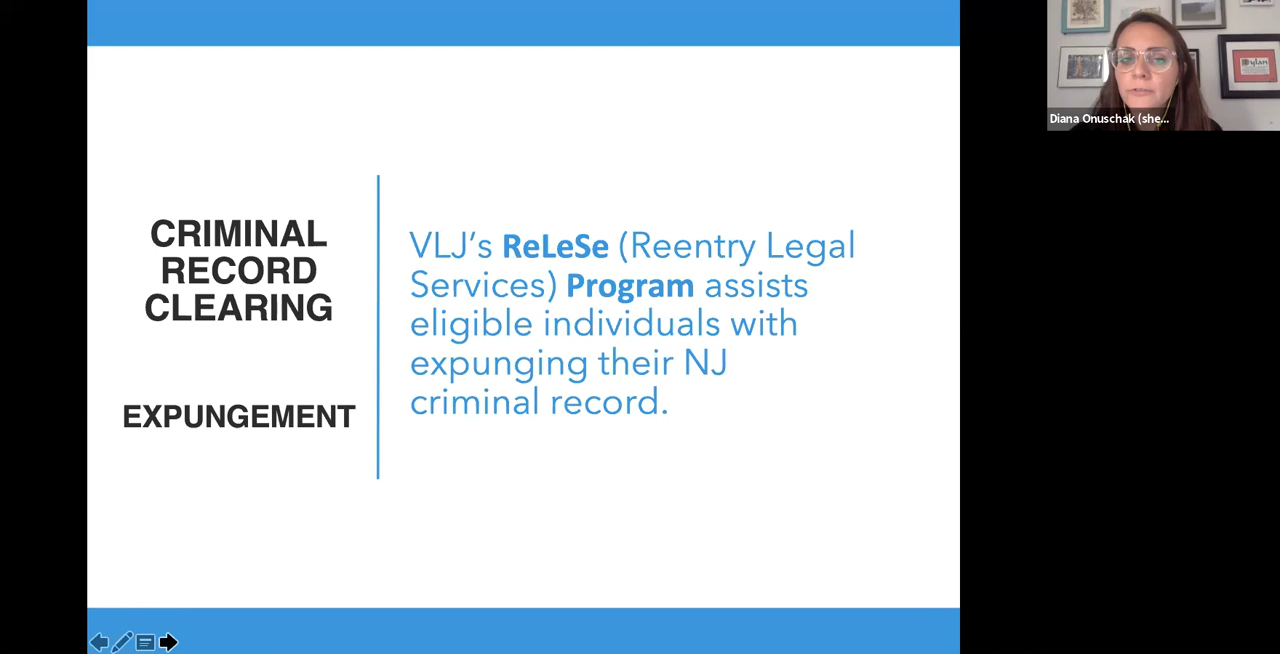 CRIMINAL
RECORD
CLEARING
EXPUNGEMENT
VLJ’s ReLeSe (Reentry Legal
Services) Program assists
eligible individuals with
expunging their NJ
criminal record.
Dylan
Diana Onuschak (she...